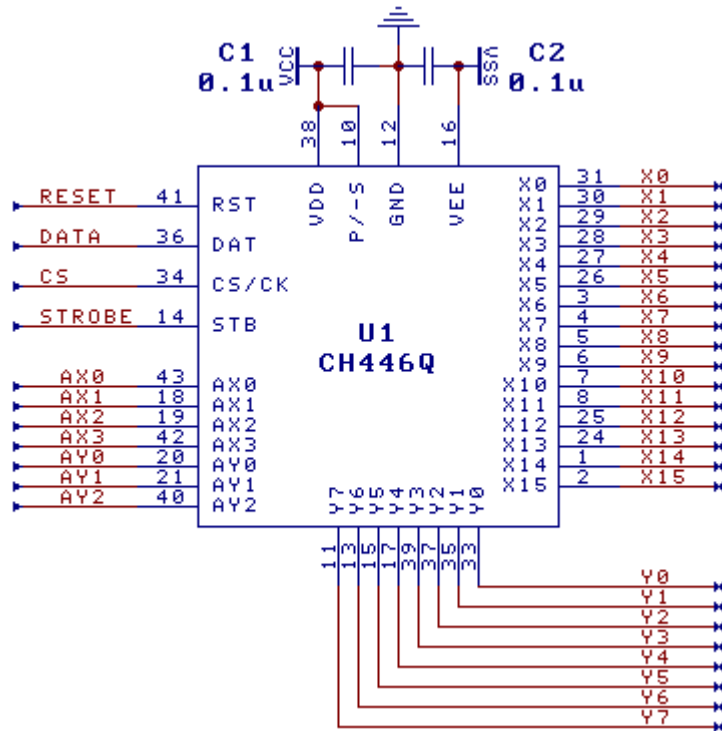 C1 VCC VSS C2
0.1u 0.1u
38 10 12 16
RESET 41 RST VDD P/-S GND VEE X0 31 X0
X1 30 X1
DATA 36 DAT X2 29 X2
X3 28 X3
X4 27 X4
CS 34 CS/CK X5 26 X5
X6 3 X6
STROBE 14 STB U1 X7 4 X7
X8 5 X8
CH446Q X9 6 X9
AX0 43 AX0 X10 7 X10
AX1 18 AX1 X11 8 X11
AX2 19 AX2 X12 25 X12
AX3 42 AX3 X13 24 X13
AY0 20 AY0 X14 1 X14
AY1 21 AY1 X15 2 X15
AY2 40 AY2 Y7 Y6 Y5 Y4 Y3 Y2 Y1 Y0
11 13 15 17 39 37 35 33
Y0
Y1
Y2
Y3
Y4
Y5
Y6
Y7